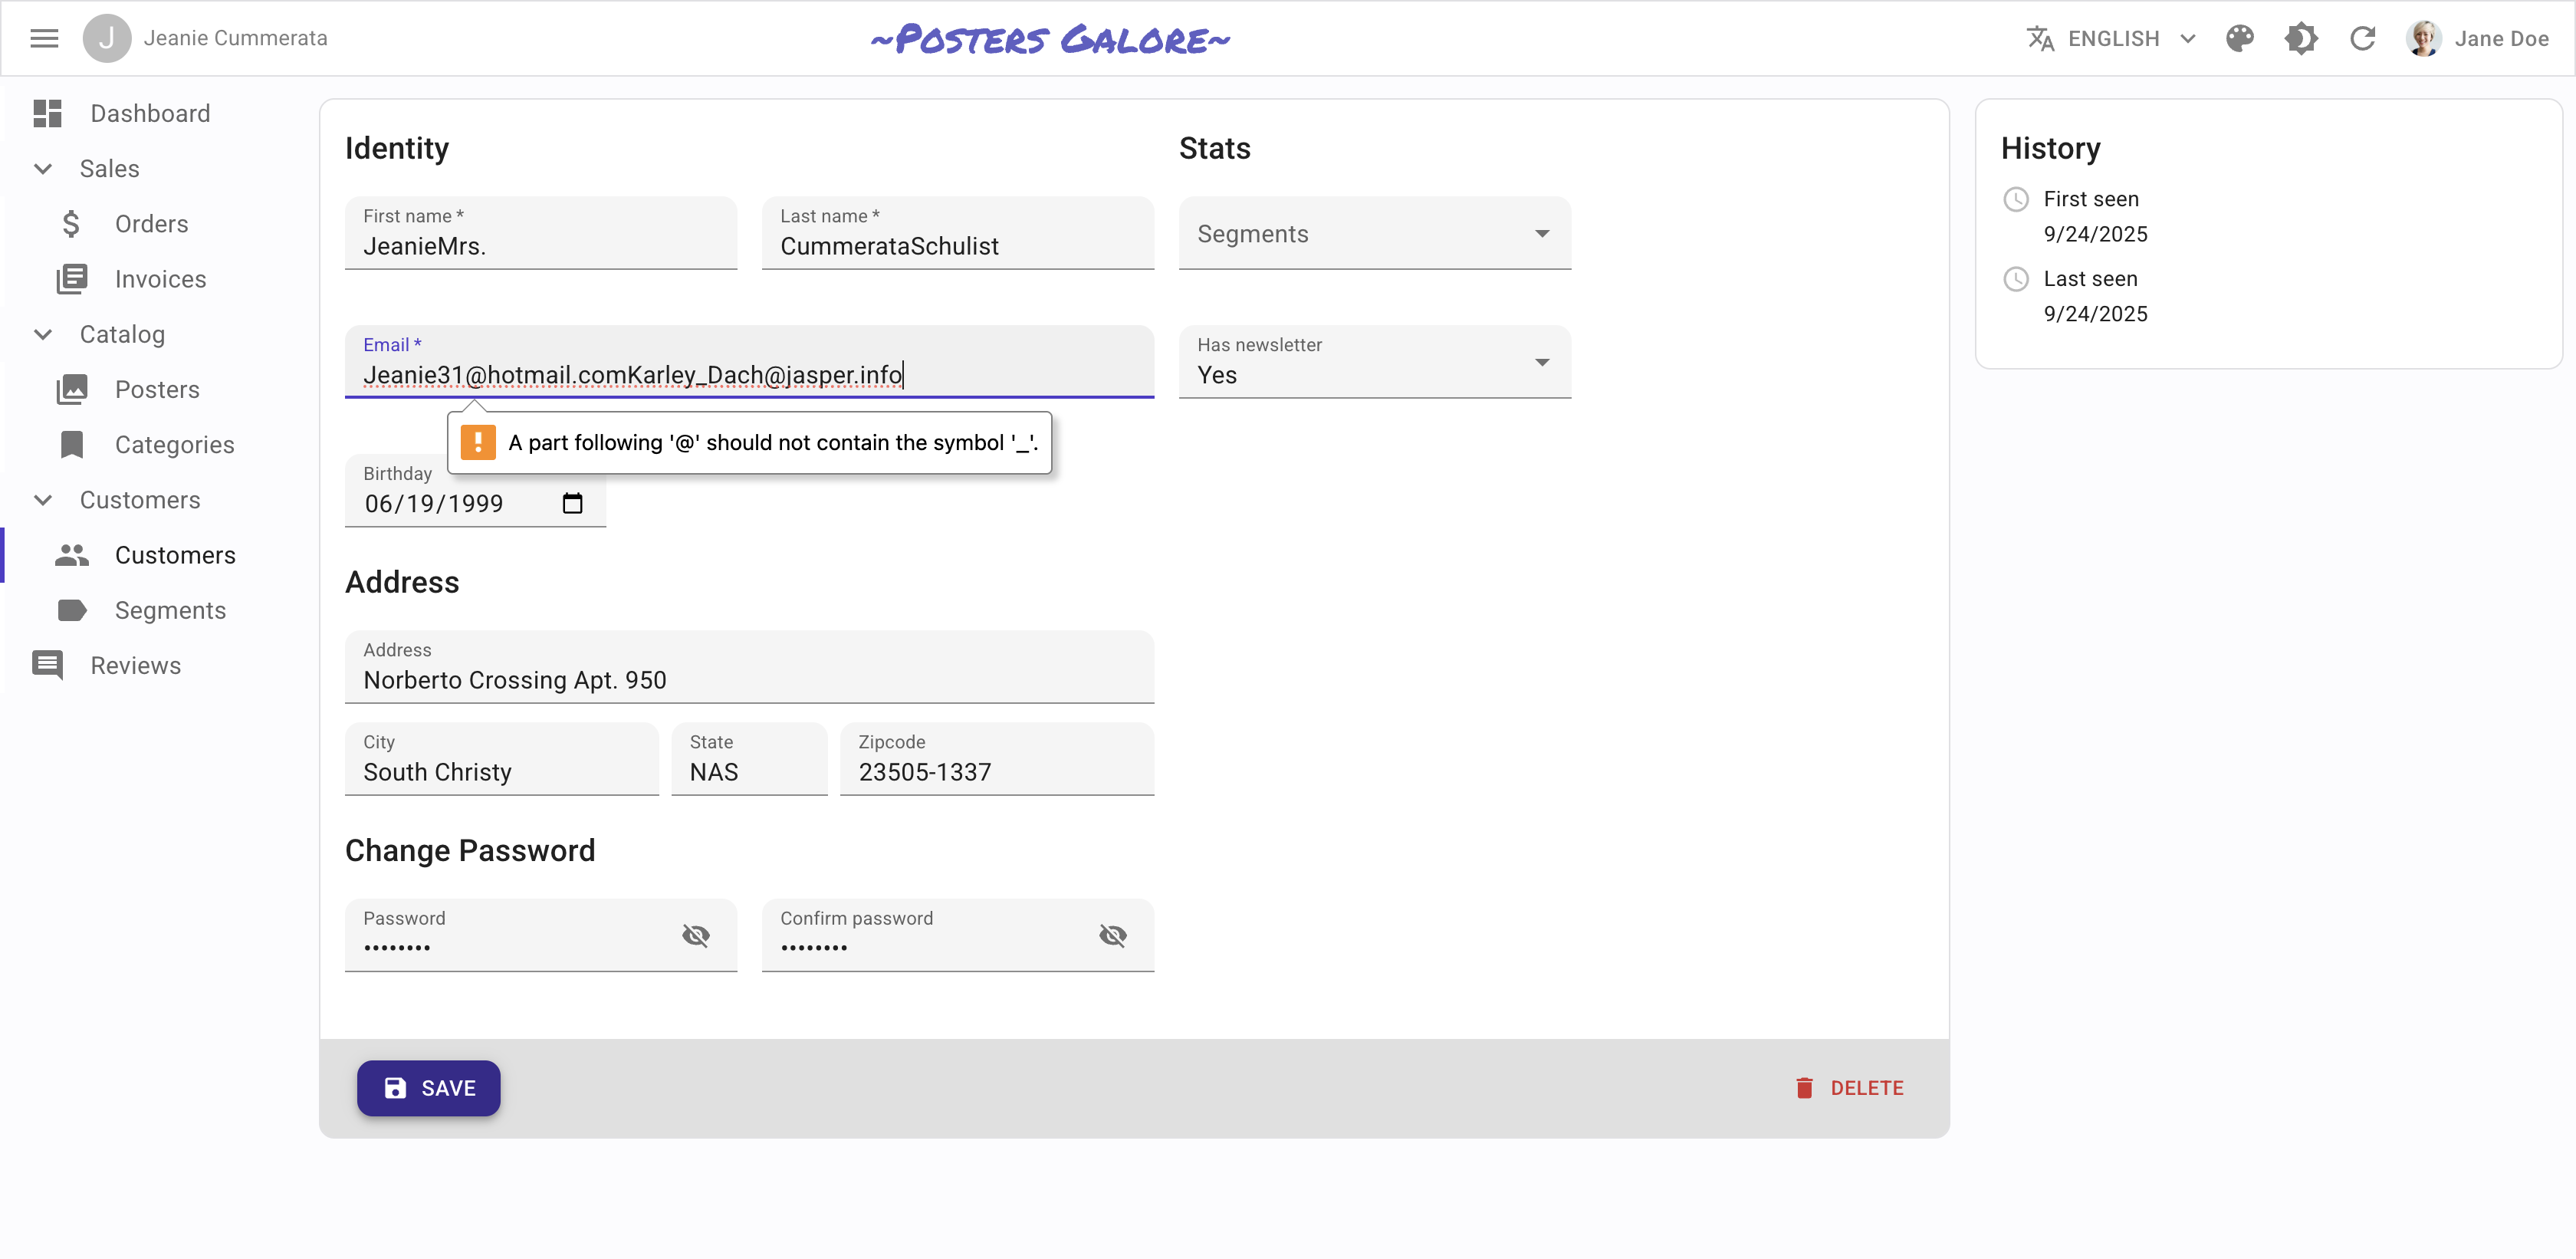 J Jeanie Cummerata
~Posters Galore~
ENGLISH
Jane Doe
Dashboard
Sales
Orders
Invoices
Catalog
Posters
Categories
Customers
Customers
Segments
Reviews
Identity
First name *
JeanieMrs.
Last name *
CummerataSchulist
Email *
Jeanie31@hotmail.comKarley_Dach@jasper.info
A part following '@' should not contain the symbol '_'.
Birthday
06/19/1999
Stats
Segments
Has newsletter
Yes
Address
Address
Norberto Crossing Apt. 950
City
South Christy
State
NAS
Zipcode
23505-1337
Change Password
Password
••••••••
Confirm password
••••••••
SAVE
DELETE
History
First seen
9/24/2025
Last seen
9/24/2025